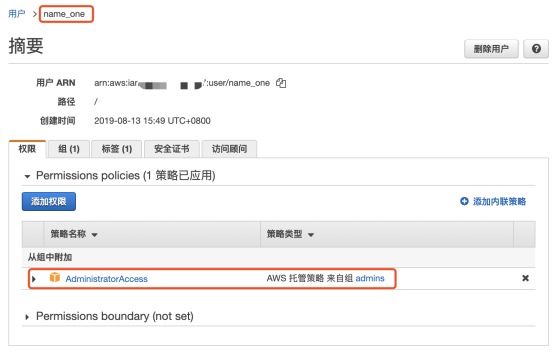 用户 > name_one
摘要
删除用户
用户 ARN arn:aws:iar /:user/name_one
路径 /
创建时间 2019-08-13 15:49 UTC+0800
权限 组 (1) 标签 (1) 安全证书 访问顾问
Permissions policies (1 策略已应用)
添加权限 添加内联策略
策略名称 策略类型
从组中附加
AdministratorAccess AWS 托管策略 来自组 admins
Permissions boundary (not set)